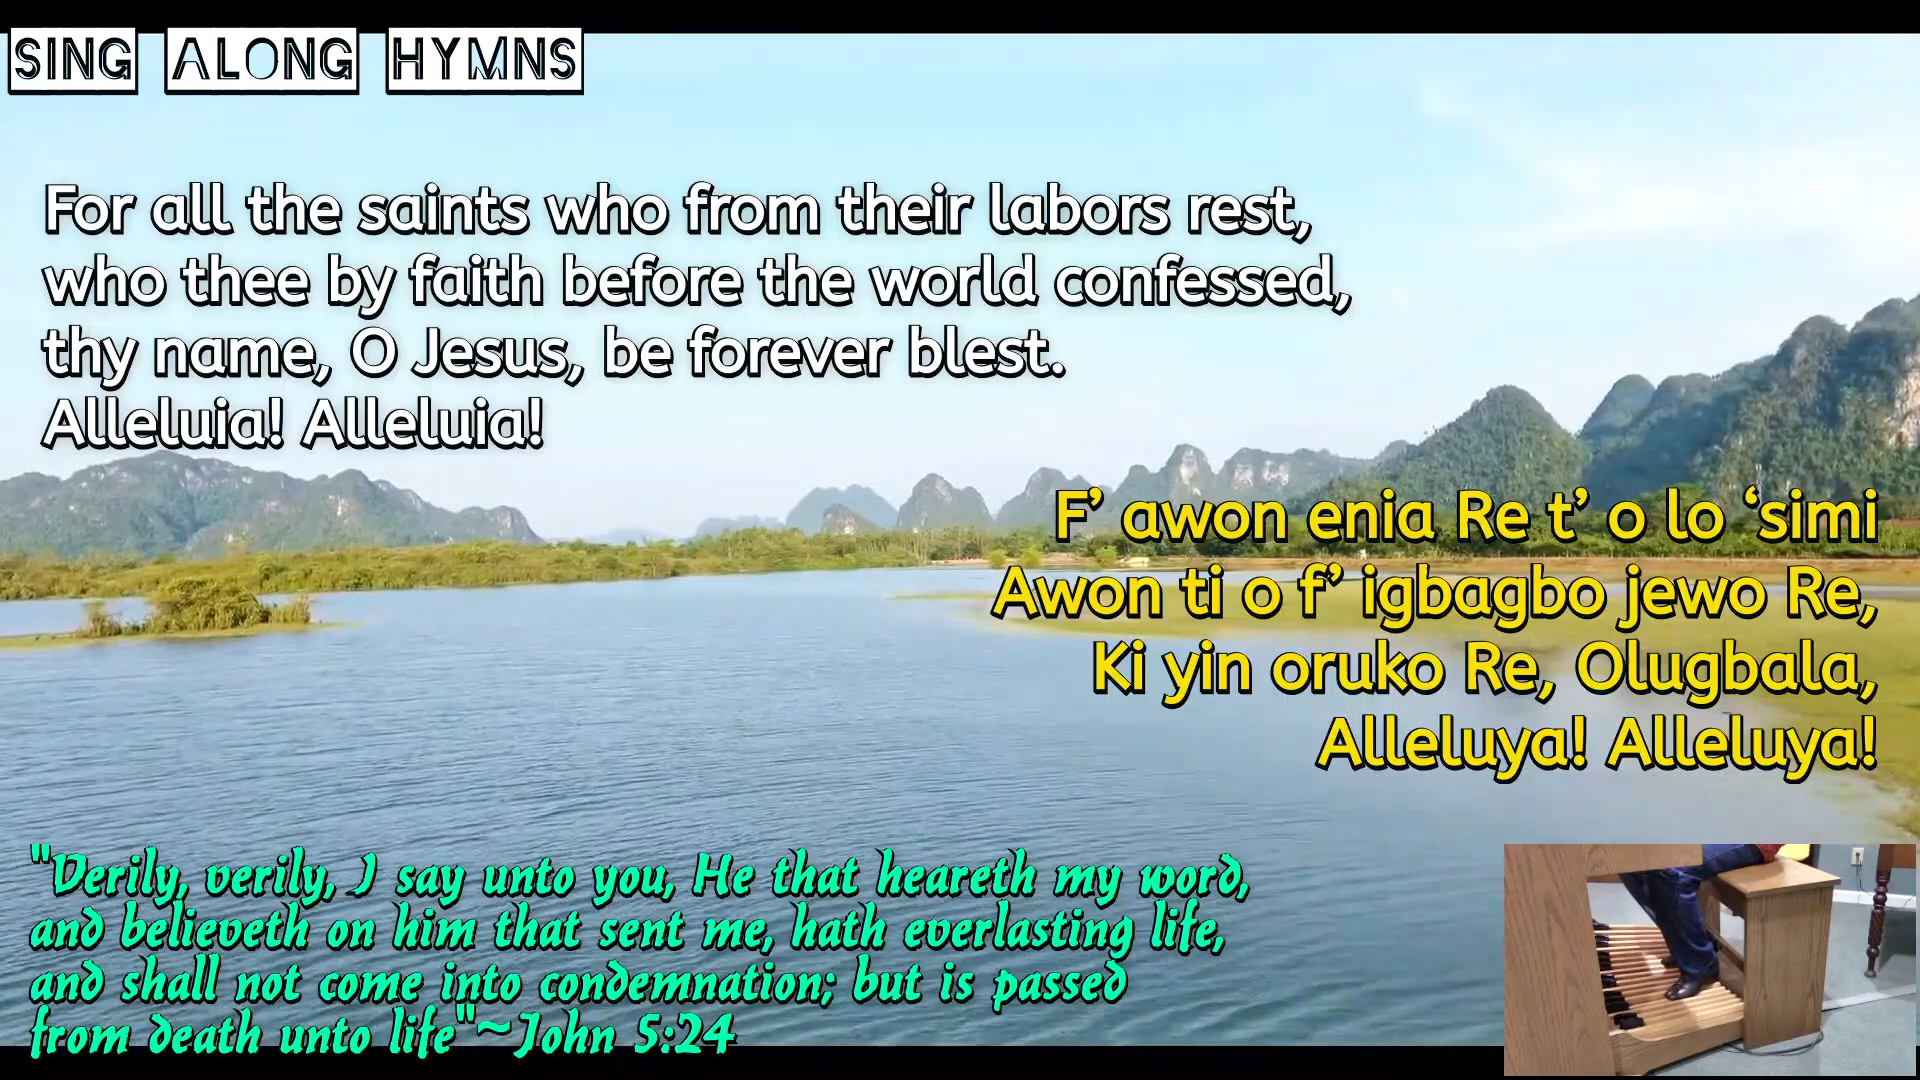 SING ALONG HYMNS
For all the saints who from their labors rest,
who thee by faith before the world confessed,
thy name, O Jesus, be forever blest.
Alleluia! Alleluia!
F’ awon enia Re t’ o lo ‘simi
Awon ti o f’ igbagbo jewo Re,
Ki yin oruko Re, Olugbala,
Alleluya! Alleluya!
"Verily, verily, I say unto you, He that heareth my word,
and believeth on him that sent me, hath everlasting life,
and shall not come into condemnation; but is passed
from death unto life"~John 5:24